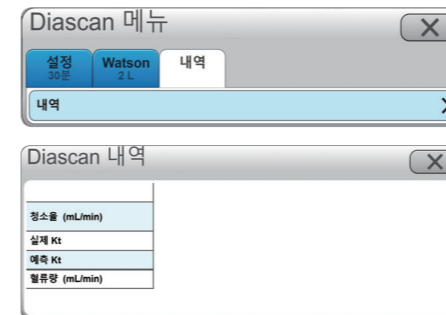 Diascan 메뉴
설정 Watson 내역
30분 2 L
내역
Diascan 내역
청소율 (mL/min)
실제 Kt
예측 Kt
혈류량 (mL/min)